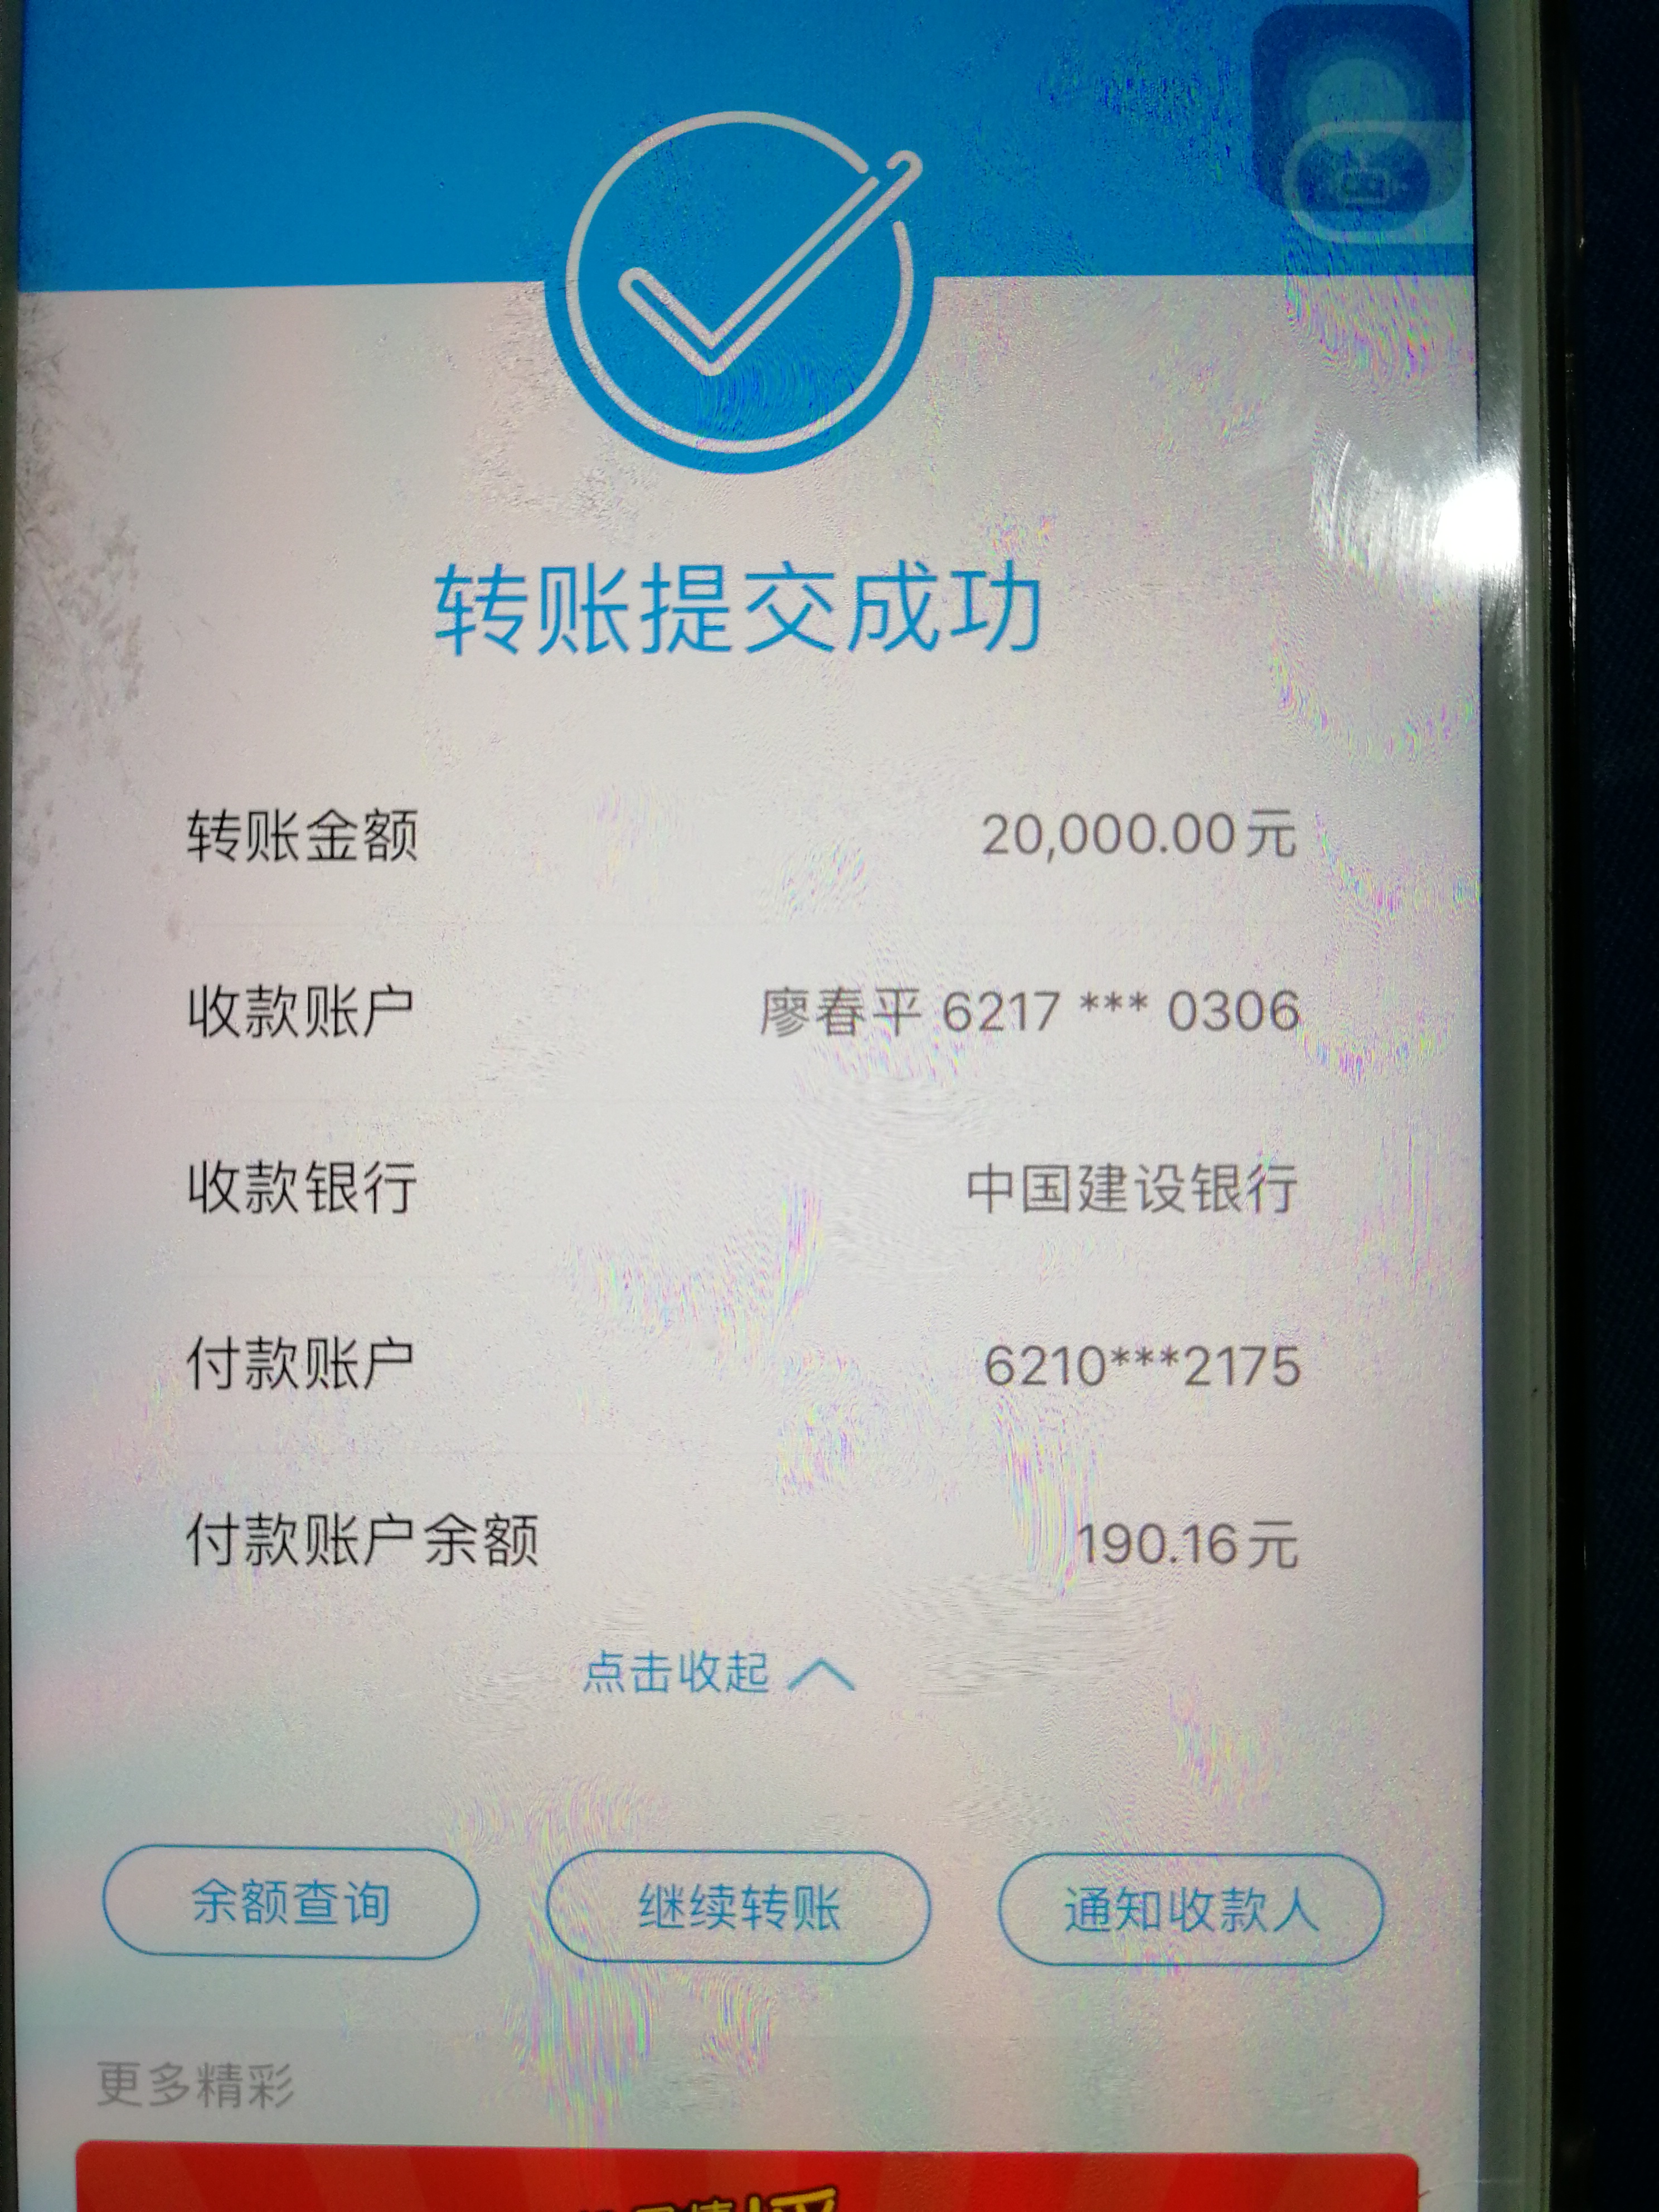 转账提交成功
转账金额 20,000.00元
收款账户 廖春平 6217 *** 0306
收款银行 中国建设银行
付款账户 6210***2175
付款账户余额 190.16元
点击收起
余额查询 继续转账 通知收款人
更多精彩